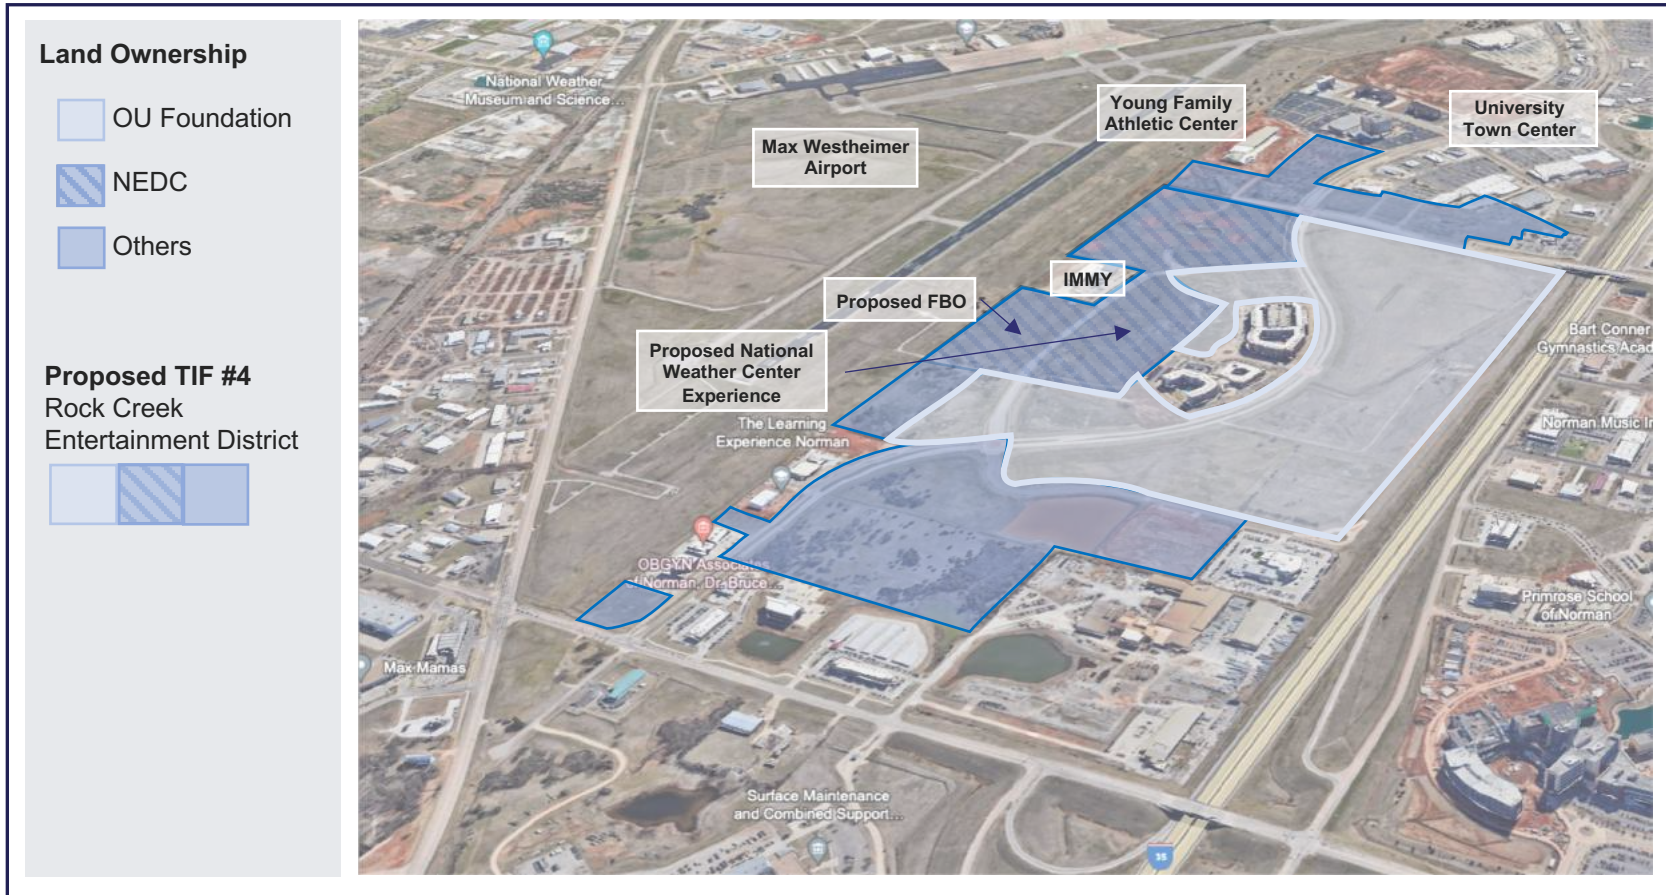 Land Ownership
OU Foundation
NEDC
Others
Proposed TIF #4
Rock Creek
Entertainment District
National Weather
Museum and Science...
Max Westheimer
Airport
Young Family
Athletic Center
University
Town Center
IMMY
Proposed FBO
Proposed National
Weather Center
Experience
The Learning
Experience Norman
OBGYN Associates
of Norman, Dr. Bruce...
Max Mamas
Surface Maintenance
and Combined Support...
Bart Conner
Gymnastics Acad
Norman Music In
Primrose School
of Norman
35